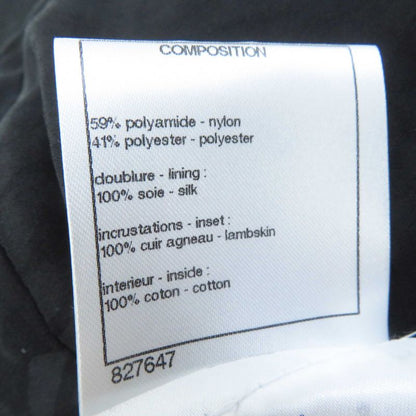 COMPOSITION
59% polyamide - nylon
41% polyester - polyester
doublure - lining :
100% soie - silk
incrustations - inset :
100% cuir agneau - lambskin
interieur - inside :
100% coton - cotton
827647